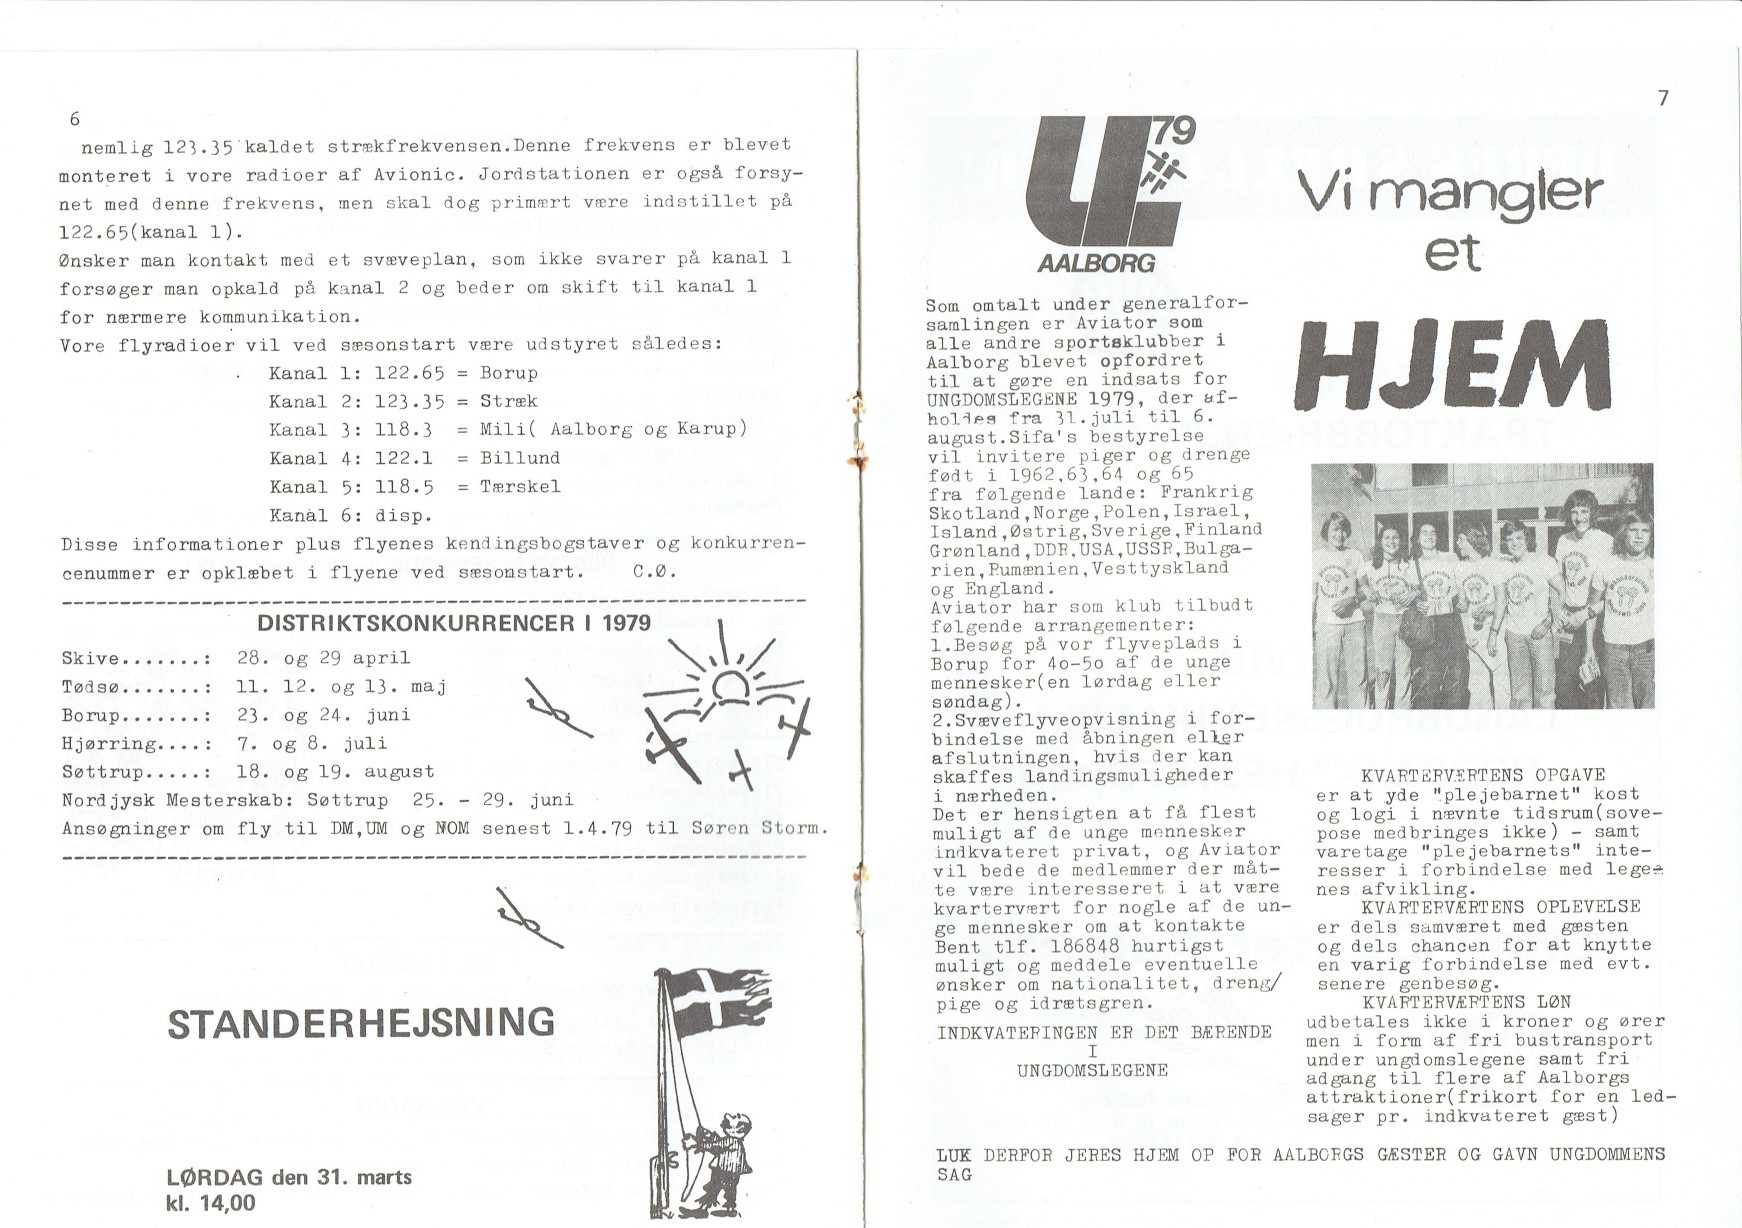 6
nemlig 123.35 kaldet strækfrekvensen.Denne frekvens er blevet
monteret i vore radioer af Avionic. Jordstationen er også forsy-
net med denne frekvens, men skal dog primært være indstillet på
122.65(kanal 1).
Ønsker man kontakt med et svæveplan, som ikke svarer på kanal 1
forsøger man opkald på kanal 2 og beder om skift til kanal 1
for nærmere kommunikation.
Vore flyradioer vil ved sæsonstart være udstyret således:
Kanal 1: 122.65 = Borup
Kanal 2: 123.35 = Stræk
Kanal 3: 118.3 = Mili( Aalborg og Karup)
Kanal 4: 122.1 = Billund
Kanal 5: 118.5 = Tærskel
Kanal 6: disp.
Disse informationer plus flyenes kendingsbogstaver og konkurren-
cenummer er opklæbet i flyene ved sæsonstart. C.Ø.
DISTRIKTSKONKURRENCER I 1979
Skive.......: 28. og 29 april
Tødsø.......: 11. 12. og 13. maj
Borup.......: 23. og 24. juni
Hjørring....: 7. og 8. juli
Søttrup.....: 18. og 19. august
Nordjysk Mesterskab: Søttrup 25. - 29. juni
Ansøgninger om fly til DM,UM og NOM senest 1.4.79 til Søren Storm.
STANDERHEJSNING
LØRDAG den 31. marts
kl. 14,00
7
UL 79
AALBORG
Vi mangler
et
HJEM
Som omtalt under generalfor-
samlingen er Aviator som
alle andre sportsklubber i
Aalborg blevet opfordret
til at gøre en indsats for
UNGDOMSLEGENE 1979, der af-
holdes fra 31.juli til 6.
august.Sifa's bestyrelse
vil invitere piger og drenge
født i 1962,63,64 og 65
fra følgende lande: Frankrig
Skotland,Norge,Polen,Israel,
Island,Østrig,Sverige,Finland
Grønland,DDR,USA,USSR,Bulga-
rien,Rumænien,Vesttyskland
og England.
Aviator har som klub tilbudt
følgende arrangementer:
1.Besøg på vor flyveplads i
Borup for 4o-5o af de unge
mennesker(en lørdag eller
søndag).
2.Svæveflyveopvisning i for-
bindelse med åbningen eller
afslutningen, hvis der kan
skaffes landingsmuligheder
i nærheden.
Det er hensigten at få flest
muligt af de unge mennesker
indkvateret privat, og Aviator
vil bede de medlemmer der måt-
te være interesseret i at være
kvartervært for nogle af de un-
ge mennesker om at kontakte
Bent tlf. 186848 hurtigst
muligt og meddele eventuelle
ønsker om nationalitet, dreng/
pige og idrætsgren.
INDKVATERINGEN ER DET BÆRENDE
I
UNGDOMSLEGENE
KVARTERVÆRTENS OPGAVE
er at yde "plejebarnet" kost
og logi i nævnte tidsrum(sove-
pose medbringes ikke) - samt
varetage "plejebarnets" inte-
resser i forbindelse med lege-
nes afvikling.
KVARTERVÆRTENS OPLEVELSE
er dels samværet med gæsten
og dels chancen for at knytte
en varig forbindelse med evt.
senere genbesøg.
KVARTERVÆRTENS LØN
udbetales ikke i kroner og ører
men i form af fri bustransport
under ungdomslegene samt fri
adgang til flere af Aalborgs
attraktioner(frikort for en led-
sager pr. indkvateret gæst)
LUK DERFOR JERES HJEM OP FOR AALBORGS GÆSTER OG GAVN UNGDOMMENS
SAG